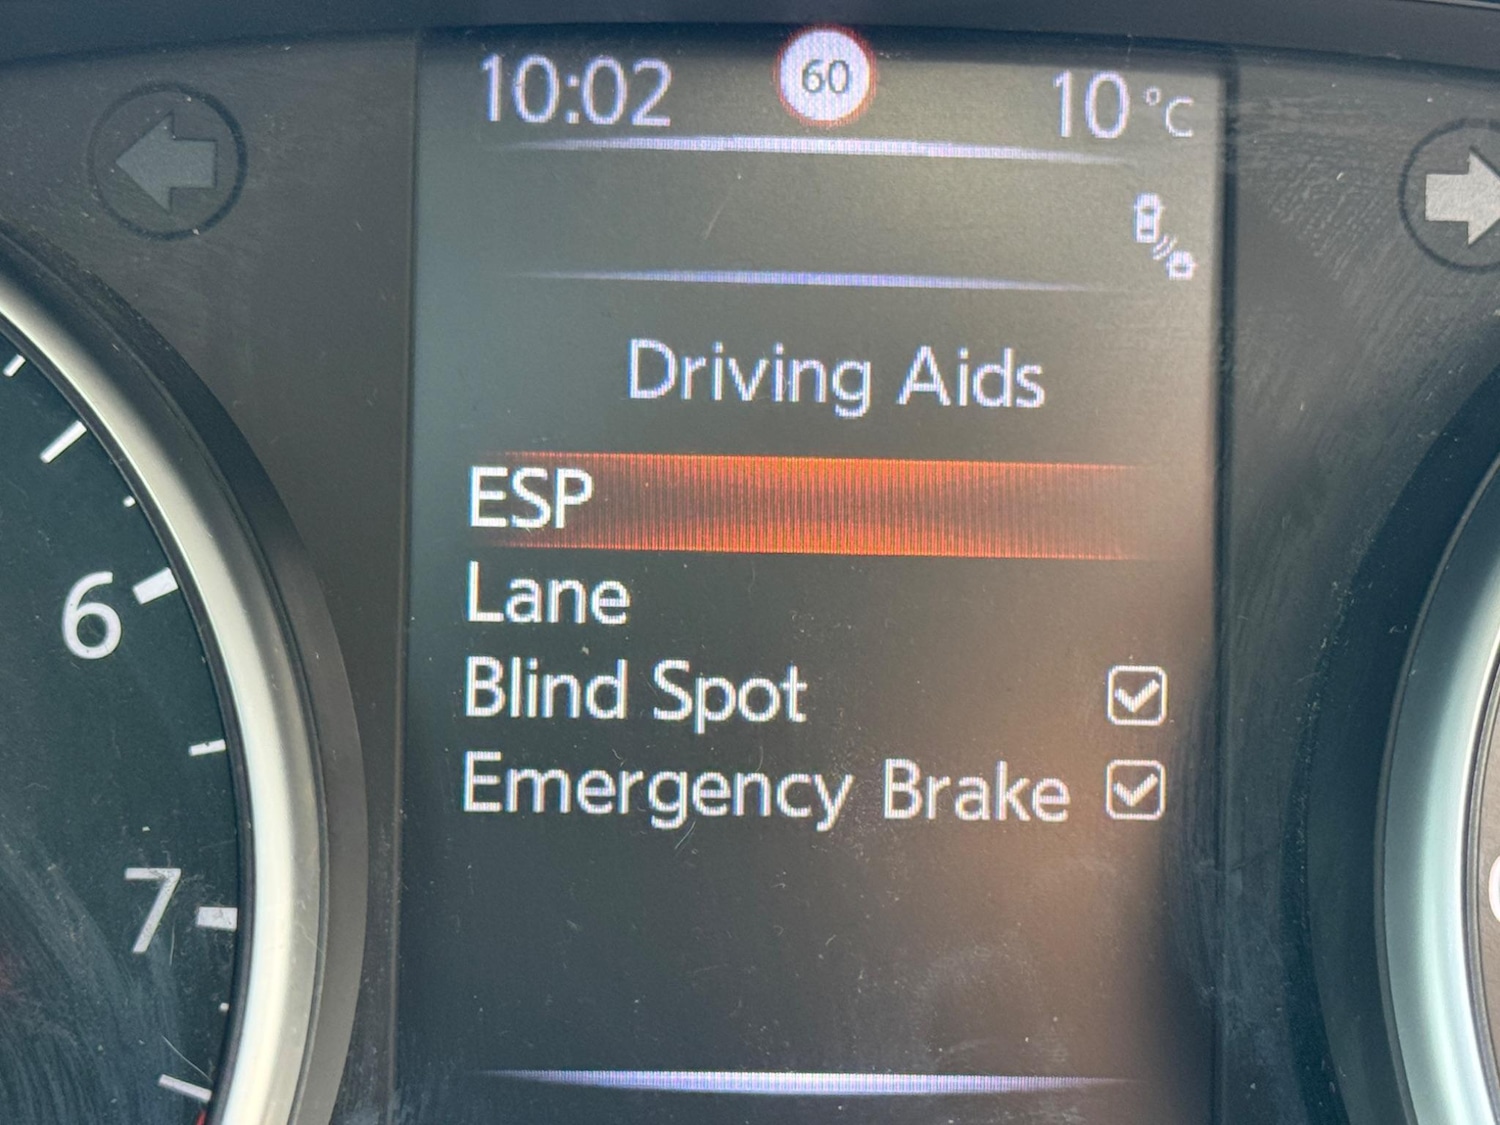 10:02 60 10 °C
Driving Aids
ESP
Lane
Blind Spot
Emergency Brake
6
7